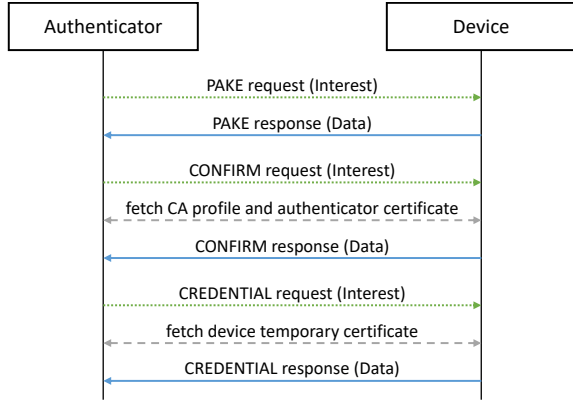 Authenticator
Device
PAKE request (Interest)
PAKE response (Data)
CONFIRM request (Interest)
fetch CA profile and authenticator certificate
CONFIRM response (Data)
CREDENTIAL request (Interest)
fetch device temporary certificate
CREDENTIAL response (Data)